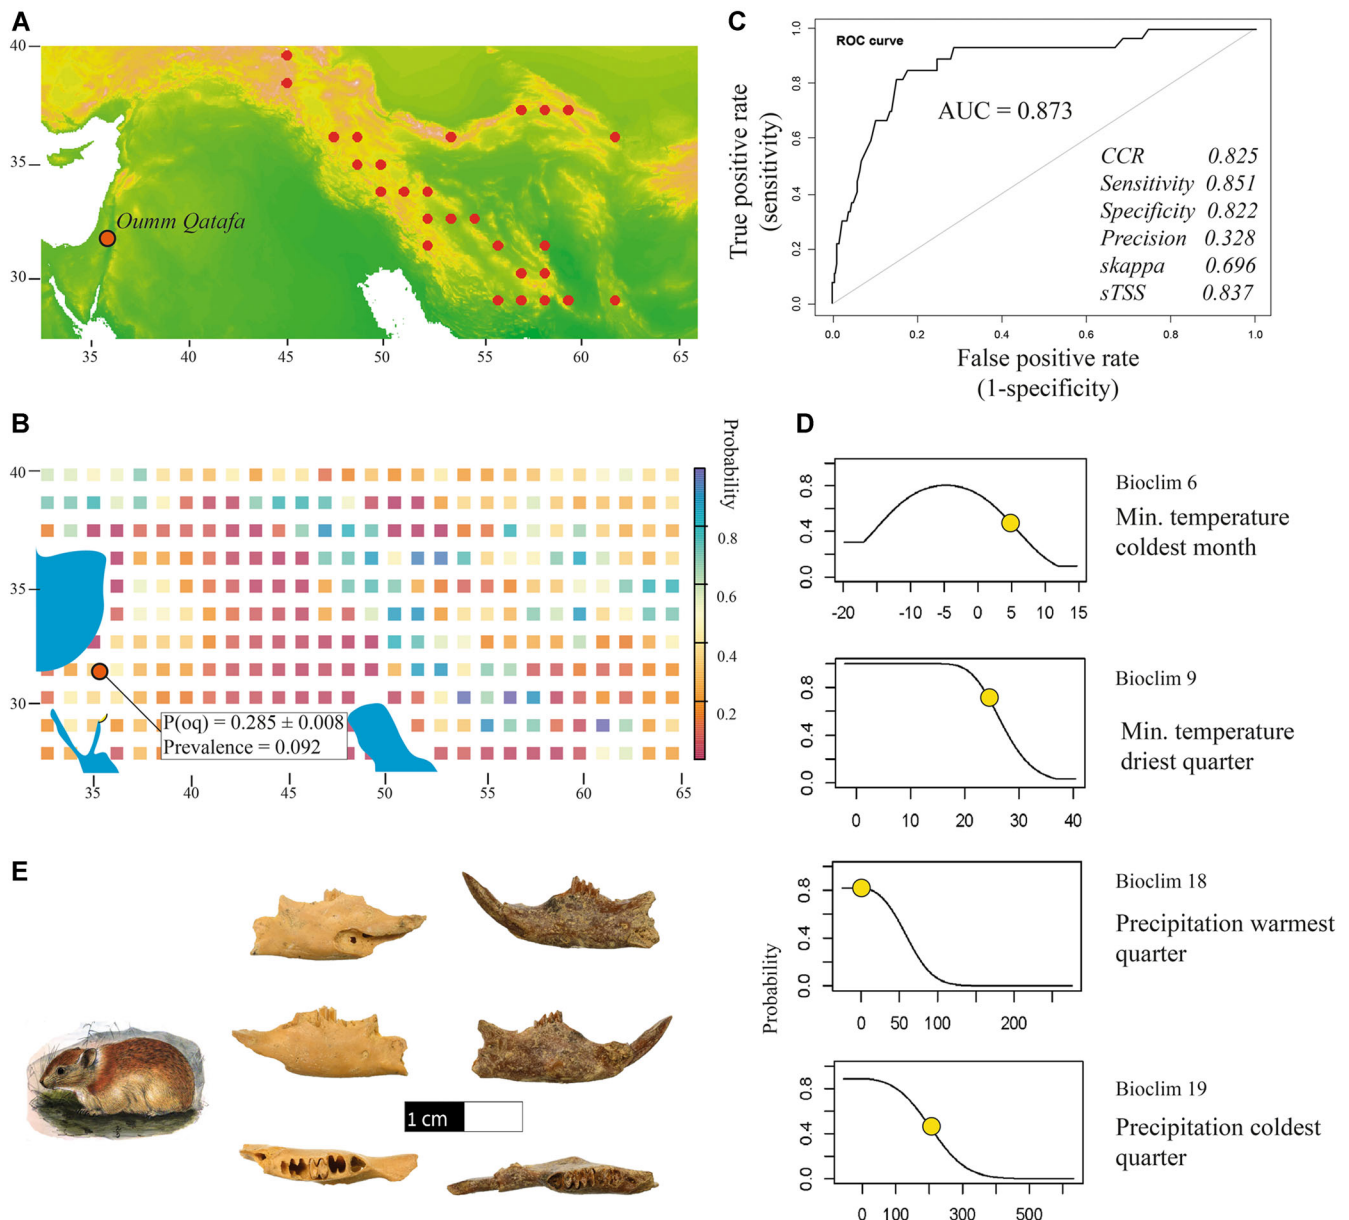 A
40
35
30
Oumm Qatafa
35 40 45 50 55 60 65
B
40
35
30
P(oq) = 0.285 ± 0.008
Prevalence = 0.092
35 40 45 50 55 60 65
Probability
0.8
0.6
0.4
0.2
C
ROC curve
AUC = 0.873
CCR 0.825
Sensitivity 0.851
Specificity 0.822
Precision 0.328
skappa 0.696
sTSS 0.837
True positive rate
(sensitivity)
1.0
0.8
0.6
0.4
0.2
0.0
0.0 0.2 0.4 0.6 0.8 1.0
False positive rate
(1-specificity)
D
0.8
0.4
0.0
-20 -10 -5 0 5 10 15
Bioclim 6
Min. temperature
coldest month
0.8
0.4
0.0
0 10 20 30 40
Bioclim 9
Min. temperature
driest quarter
0.8
0.4
0.0
0 50 100 200
Bioclim 18
Precipitation warmest
quarter
Probability
0.8
0.4
0.0
0 100 300 500
Bioclim 19
Precipitation coldest
quarter
E
1 cm